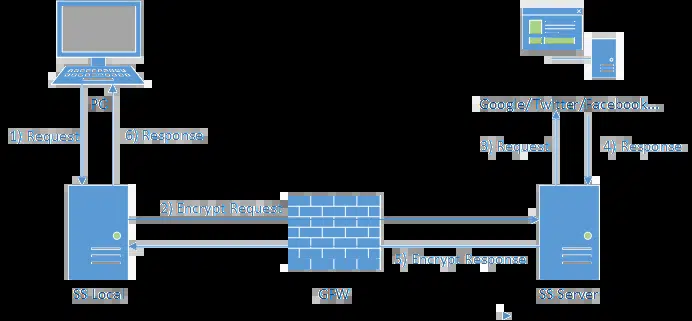 PC
Google/Twitter/Facebook...
1) Request
6) Response
3) Request
4) Response
2) Encrypt Request
5) Encrypt Response
SS Local
GFW
SS Server